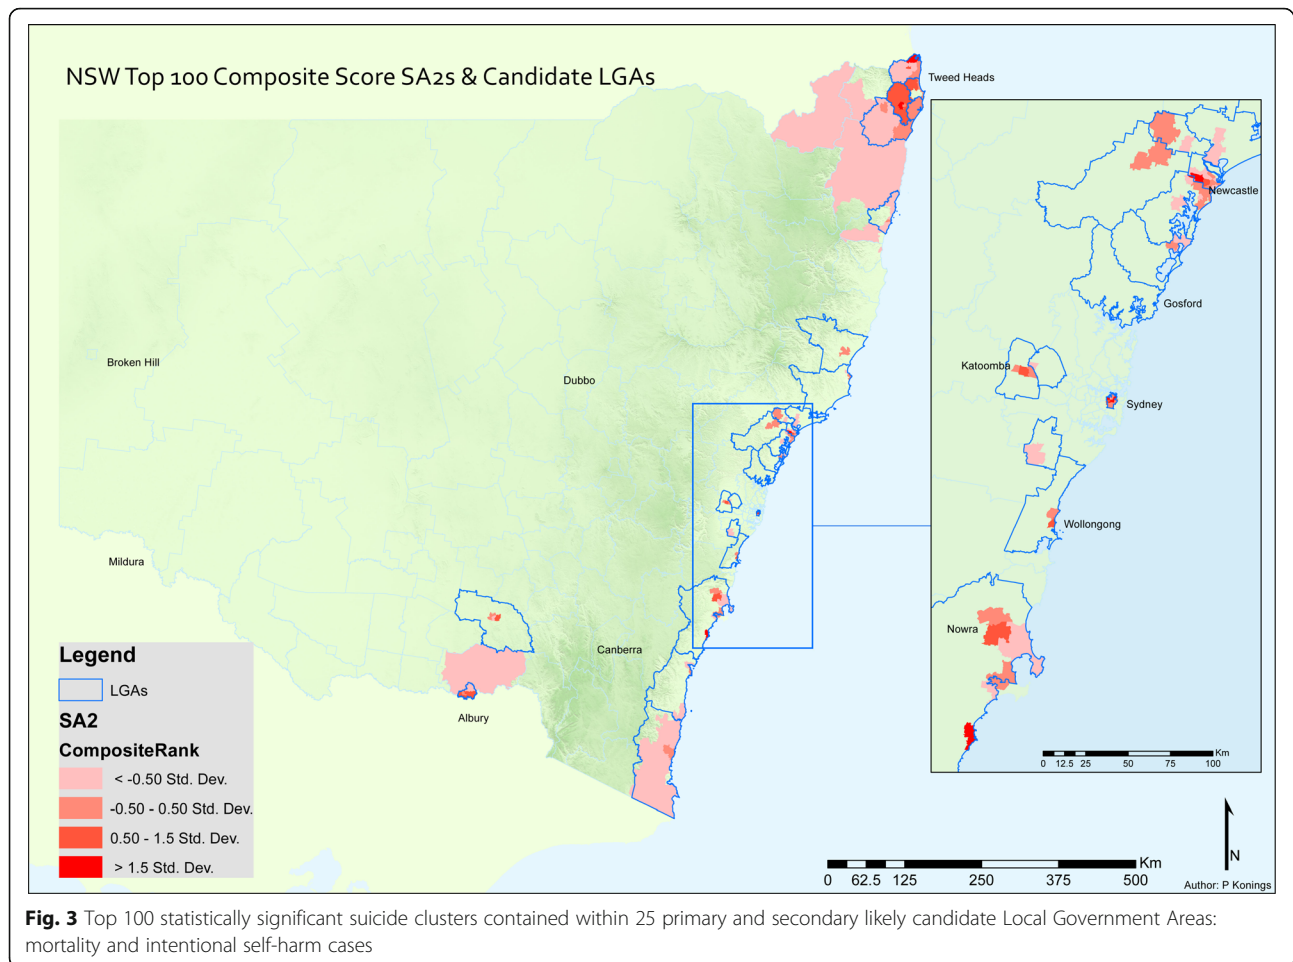 NSW Top 100 Composite Score SA2s & Candidate LGAs
Tweed Heads
Newcastle
Gosford
Broken Hill
Katoomba
Dubbo
Sydney
Wollongong
Mildura
Nowra
Canberra
Albury
Legend
LGAs
SA2
CompositeRank
< -0.50 Std. Dev.
-0.50 - 0.50 Std. Dev.
0.50 - 1.5 Std. Dev.
> 1.5 Std. Dev.
Km
0 12.5 25 50 75 100
Km
0 62.5 125 250 375 500
N
Author: P Konings
Fig. 3 Top 100 statistically significant suicide clusters contained within 25 primary and secondary likely candidate Local Government Areas:
mortality and intentional self-harm cases